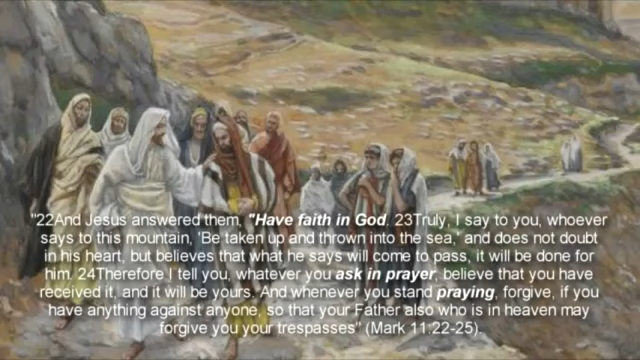 "22And Jesus answered them, "Have faith in God. 23Truly, I say to you, whoever
says to this mountain, 'Be taken up and thrown into the sea,' and does not doubt
in his heart, but believes that what he says will come to pass, it will be done for
him. 24Therefore I tell you, whatever you ask in prayer, believe that you have
received it, and it will be yours. And whenever you stand praying, forgive, if you
have anything against anyone, so that your Father also who is in heaven may
forgive you your trespasses" (Mark 11:22-25).